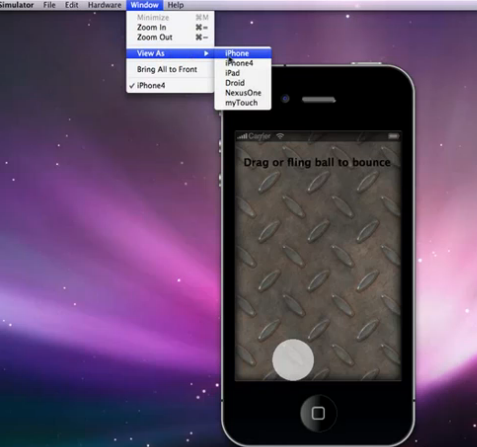 Simulator File Edit Hardware Window Help
Minimize ⌘M
Zoom In ⌘=
Zoom Out ⌘-
View As
Bring All to Front
✓ iPhone4
iPhone
iPhone4
iPad
Droid
NexusOne
myTouch
Carrier
Drag or fling ball to bounce